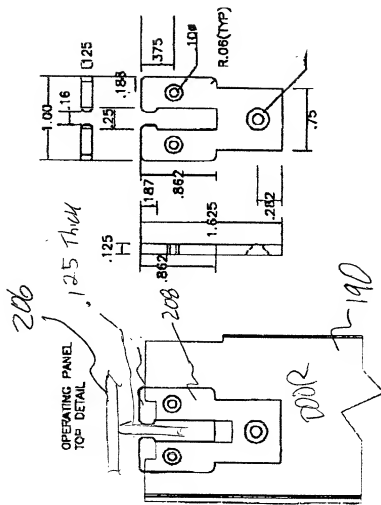 206
.125 Thick
OPERATING PANEL
TOP DETAIL
208
DOOR
190
1.00
.16
.125
.25
.188
.375
.10ø
R.06(TYP)
.187
.862
.125
.862
1.625
.282
.75